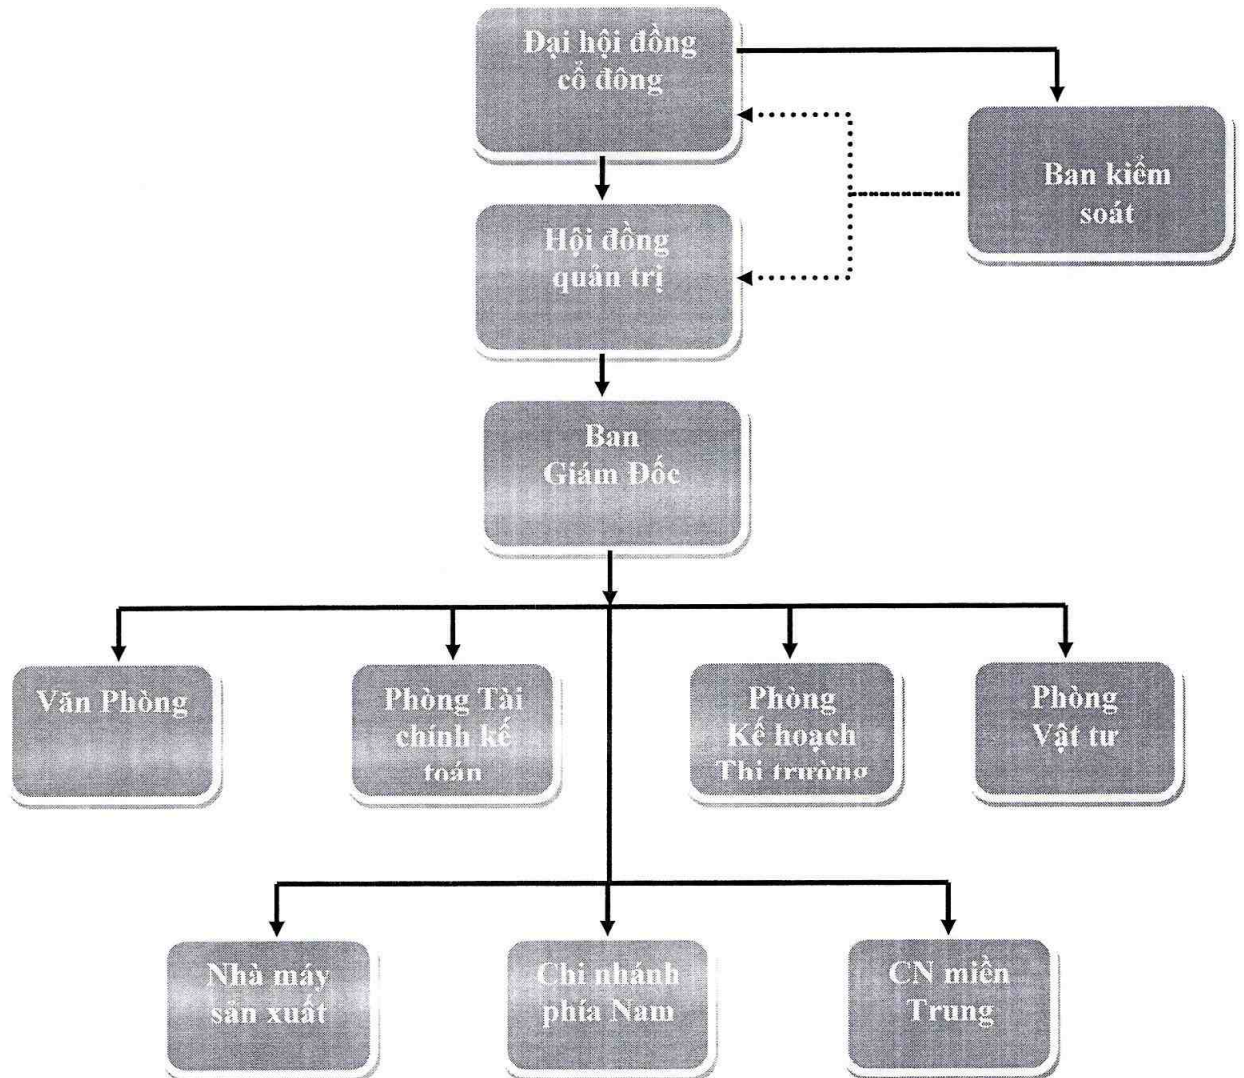 Đại hội đồng
cổ đông
Ban kiểm
soát
Hội đồng
quản trị
Ban
Giám Đốc
Văn Phòng
Phòng Tài
chính kế
toán
Phòng
Kế hoạch
Thị trường
Phòng
Vật tư
Nhà máy
sản xuất
Chi nhánh
phía Nam
CN miền
Trung